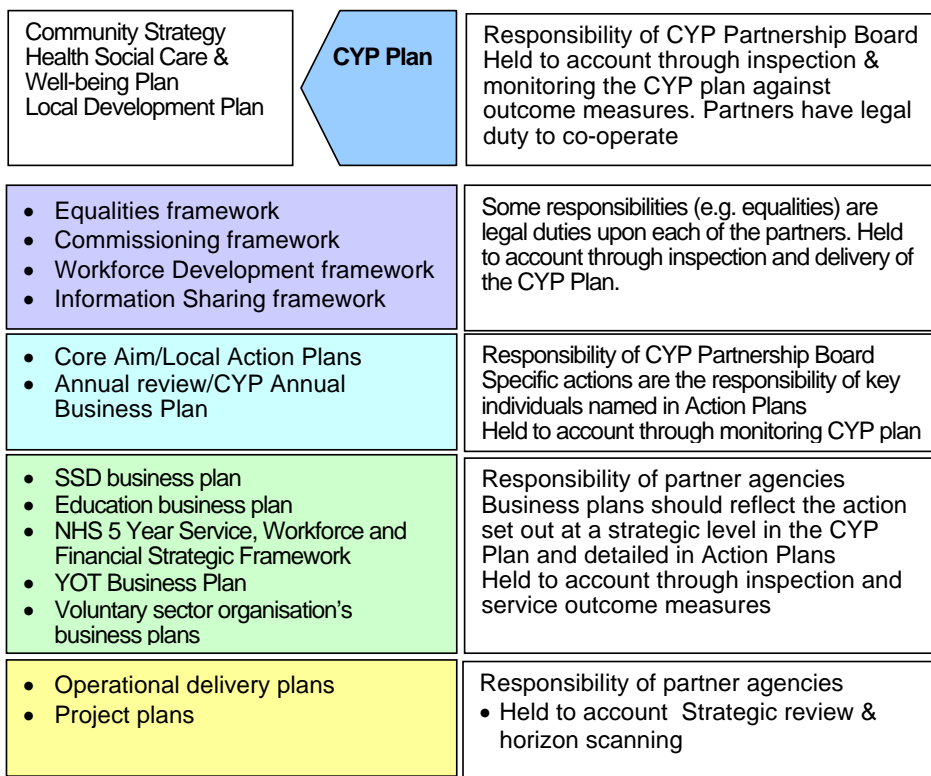 Community Strategy
Health Social Care &
Well-being Plan
Local Development Plan
CYP Plan
Responsibility of CYP Partnership Board
Held to account through inspection &
monitoring the CYP plan against
outcome measures. Partners have legal
duty to co-operate
• Equalities framework
• Commissioning framework
• Workforce Development framework
• Information Sharing framework
Some responsibilities (e.g. equalities) are
legal duties upon each of the partners. Held
to account through inspection and delivery of
the CYP Plan.
• Core Aim/Local Action Plans
• Annual review/CYP Annual
Business Plan
Responsibility of CYP Partnership Board
Specific actions are the responsibility of key
individuals named in Action Plans
Held to account through monitoring CYP plan
• SSD business plan
• Education business plan
• NHS 5 Year Service, Workforce and
Financial Strategic Framework
• YOT Business Plan
• Voluntary sector organisation's
business plans
Responsibility of partner agencies
Business plans should reflect the action
set out at a strategic level in the CYP
Plan and detailed in Action Plans
Held to account through inspection and
service outcome measures
• Operational delivery plans
• Project plans
Responsibility of partner agencies
• Held to account Strategic review &
horizon scanning